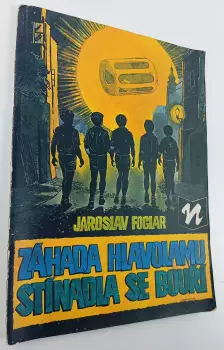 JAROSLAV FOGLAR
n
ZÁHADA HLAVOLAMU
STÍNADLA SE BOUŘÍ